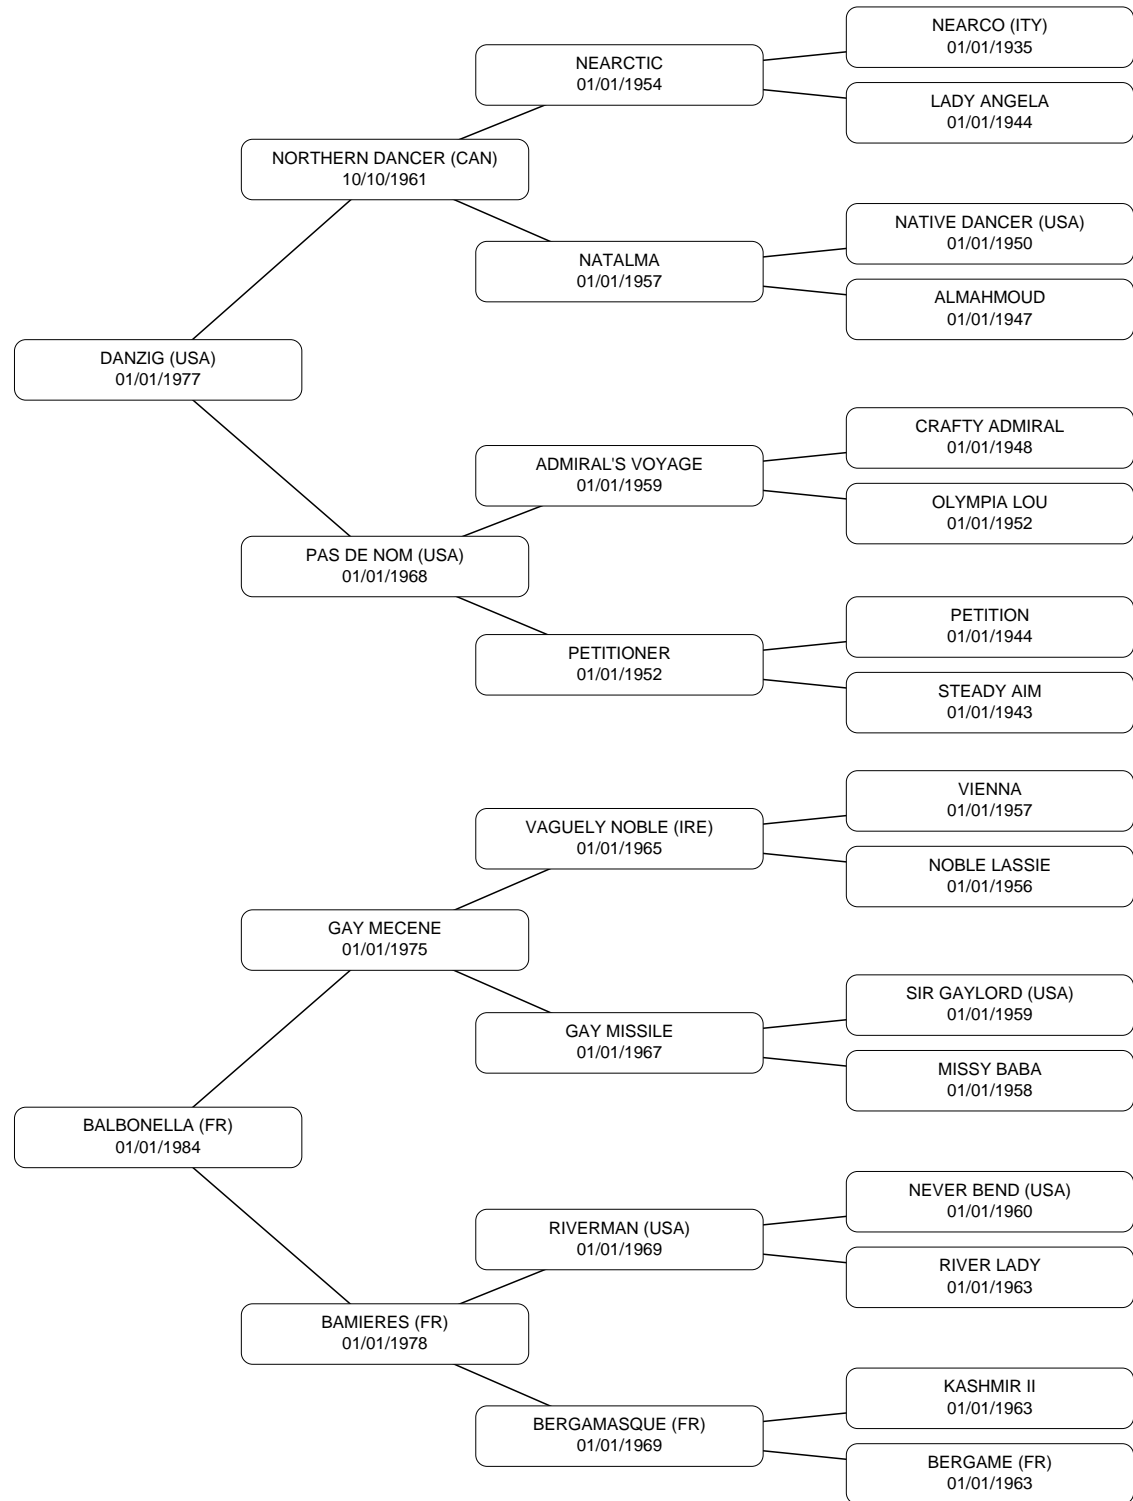 NEARCO (ITY)
01/01/1935
NEARCTIC
01/01/1954
LADY ANGELA
01/01/1944
NORTHERN DANCER (CAN)
10/10/1961
NATIVE DANCER (USA)
01/01/1950
NATALMA
01/01/1957
ALMAHMOUD
01/01/1947
DANZIG (USA)
01/01/1977
CRAFTY ADMIRAL
01/01/1948
ADMIRAL'S VOYAGE
01/01/1959
OLYMPIA LOU
01/01/1952
PAS DE NOM (USA)
01/01/1968
PETITION
01/01/1944
PETITIONER
01/01/1952
STEADY AIM
01/01/1943
VIENNA
01/01/1957
VAGUELY NOBLE (IRE)
01/01/1965
NOBLE LASSIE
01/01/1956
GAY MECENE
01/01/1975
SIR GAYLORD (USA)
01/01/1959
GAY MISSILE
01/01/1967
MISSY BABA
01/01/1958
BALBONELLA (FR)
01/01/1984
NEVER BEND (USA)
01/01/1960
RIVERMAN (USA)
01/01/1969
RIVER LADY
01/01/1963
BAMIERES (FR)
01/01/1978
KASHMIR II
01/01/1963
BERGAMASQUE (FR)
01/01/1969
BERGAME (FR)
01/01/1963